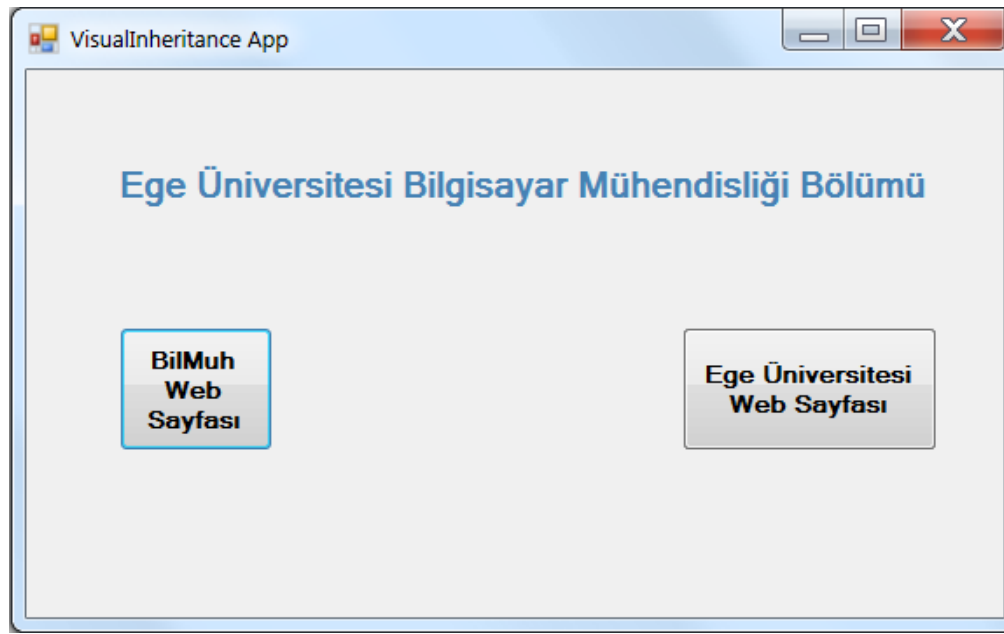 VisualInheritance App
Ege Üniversitesi Bilgisayar Mühendisliği Bölümü
BilMuh
Web
Sayfası
Ege Üniversitesi
Web Sayfası